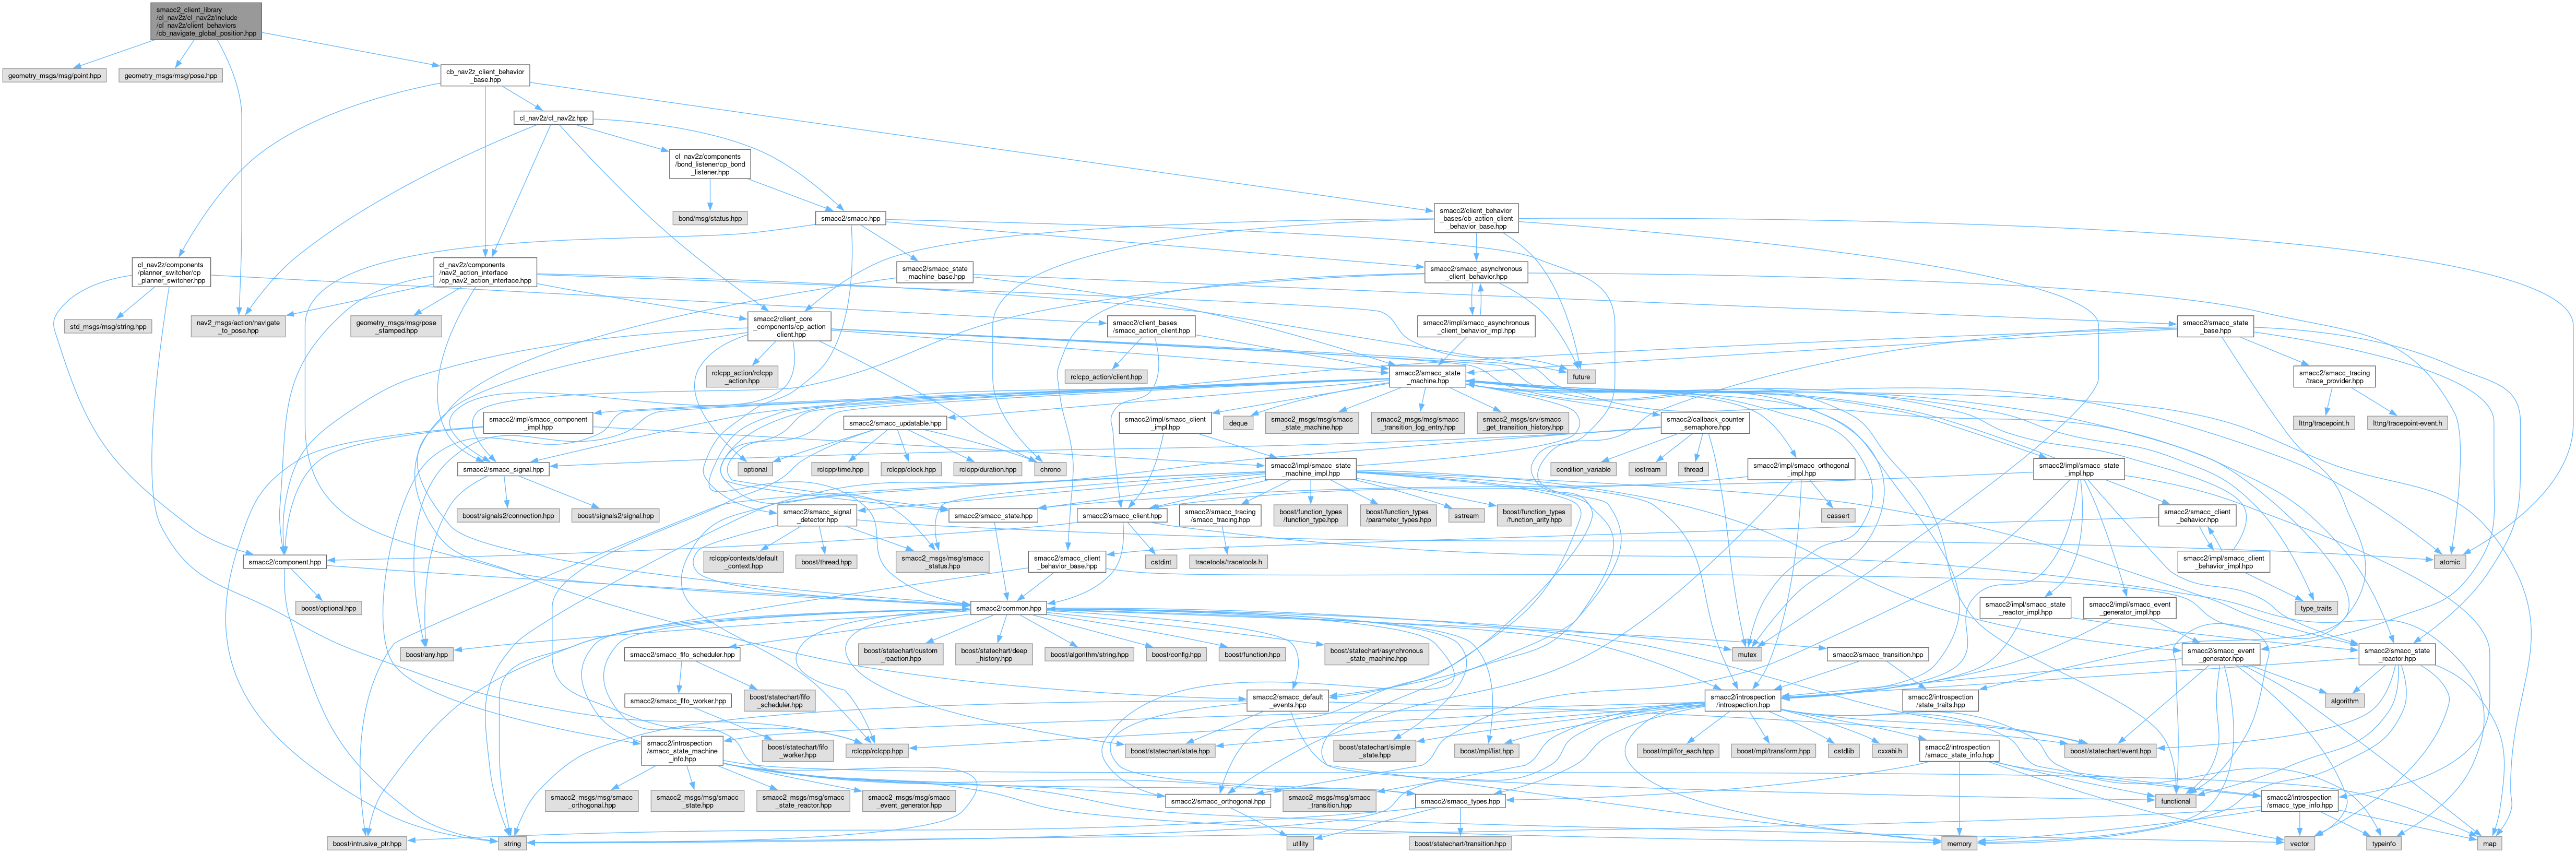 smacc2_client_library
/cl_nav2z/cl_nav2z/include
/cl_nav2z/client_behaviors
/cb_navigate_global_position.hpp
geometry_msgs/msg/point.hpp
geometry_msgs/msg/pose.hpp
cb_nav2z_client_behavior
_base.hpp
cl_nav2z/cl_nav2z.hpp
cl_nav2z/components
/bond_listener/cp_bond
_listener.hpp
bond/msg/status.hpp
smacc2/smacc.hpp
smacc2/client_behavior
_bases/cb_action_client
_behavior_base.hpp
cl_nav2z/components
/planner_switcher/cp
_planner_switcher.hpp
cl_nav2z/components
/nav2_action_interface
/cp_nav2_action_interface.hpp
smacc2/smacc_state
_machine_base.hpp
smacc2/smacc_asynchronous
_client_behavior.hpp
std_msgs/msg/string.hpp
nav2_msgs/action/navigate
_to_pose.hpp
geometry_msgs/msg/pose
_stamped.hpp
smacc2/client_core
_components/cp_action
_client.hpp
smacc2/client_bases
/smacc_action_client.hpp
smacc2/impl/smacc_asynchronous
_client_behavior_impl.hpp
smacc2/smacc_state
_base.hpp
rclcpp_action/rclcpp
_action.hpp
rclcpp_action/client.hpp
smacc2/smacc_state
_machine.hpp
future
smacc2/smacc_tracing
/trace_provider.hpp
smacc2/impl/smacc_component
_impl.hpp
smacc2/smacc_updatable.hpp
smacc2/impl/smacc_client
_impl.hpp
deque
smacc2_msgs/msg/smacc
_state_machine.hpp
smacc2_msgs/msg/smacc
_transition_log_entry.hpp
smacc2_msgs/srv/smacc
_get_transition_history.hpp
smacc2/callback_counter
_semaphore.hpp
lttng/tracepoint.h
lttng/tracepoint-event.h
smacc2/smacc_signal.hpp
optional
rclcpp/time.hpp
rclcpp/clock.hpp
rclcpp/duration.hpp
chrono
smacc2/impl/smacc_state
_machine_impl.hpp
condition_variable
iostream
thread
smacc2/impl/smacc_orthogonal
_impl.hpp
smacc2/impl/smacc_state
_impl.hpp
boost/signals2/connection.hpp
boost/signals2/signal.hpp
smacc2/smacc_signal
_detector.hpp
smacc2/smacc_state.hpp
smacc2/smacc_client.hpp
smacc2/smacc_tracing
/smacc_tracing.hpp
boost/function_types
/function_type.hpp
boost/function_types
/parameter_types.hpp
sstream
boost/function_types
/function_arity.hpp
cassert
smacc2/smacc_client
_behavior.hpp
smacc2/component.hpp
rclcpp/contexts/default
_context.hpp
boost/thread.hpp
smacc2_msgs/msg/smacc
_status.hpp
smacc2/smacc_client
_behavior_base.hpp
cstdint
tracetools/tracetools.h
smacc2/impl/smacc_client
_behavior_impl.hpp
atomic
boost/optional.hpp
smacc2/common.hpp
smacc2/impl/smacc_state
_reactor_impl.hpp
smacc2/impl/smacc_event
_generator_impl.hpp
type_traits
boost/any.hpp
smacc2/smacc_fifo_scheduler.hpp
boost/statechart/custom
_reaction.hpp
boost/statechart/deep
_history.hpp
boost/algorithm/string.hpp
boost/config.hpp
boost/function.hpp
boost/statechart/asynchronous
_state_machine.hpp
mutex
smacc2/smacc_transition.hpp
smacc2/smacc_event
_generator.hpp
smacc2/smacc_state
_reactor.hpp
smacc2/smacc_fifo_worker.hpp
boost/statechart/fifo
_scheduler.hpp
smacc2/smacc_default
_events.hpp
smacc2/introspection
/introspection.hpp
smacc2/introspection
/state_traits.hpp
algorithm
smacc2/introspection
/smacc_state_machine
_info.hpp
boost/statechart/fifo
_worker.hpp
rclcpp/rclcpp.hpp
boost/statechart/state.hpp
boost/statechart/simple
_state.hpp
boost/mpl/list.hpp
boost/mpl/for_each.hpp
boost/mpl/transform.hpp
cstdlib
cxxabi.h
smacc2/introspection
/smacc_state_info.hpp
boost/statechart/event.hpp
smacc2_msgs/msg/smacc
_orthogonal.hpp
smacc2_msgs/msg/smacc
_state.hpp
smacc2_msgs/msg/smacc
_state_reactor.hpp
smacc2_msgs/msg/smacc
_event_generator.hpp
smacc2/smacc_orthogonal.hpp
smacc2_msgs/msg/smacc
_transition.hpp
smacc2/smacc_types.hpp
functional
smacc2/introspection
/smacc_type_info.hpp
boost/intrusive_ptr.hpp
string
utility
boost/statechart/transition.hpp
memory
vector
typeinfo
map